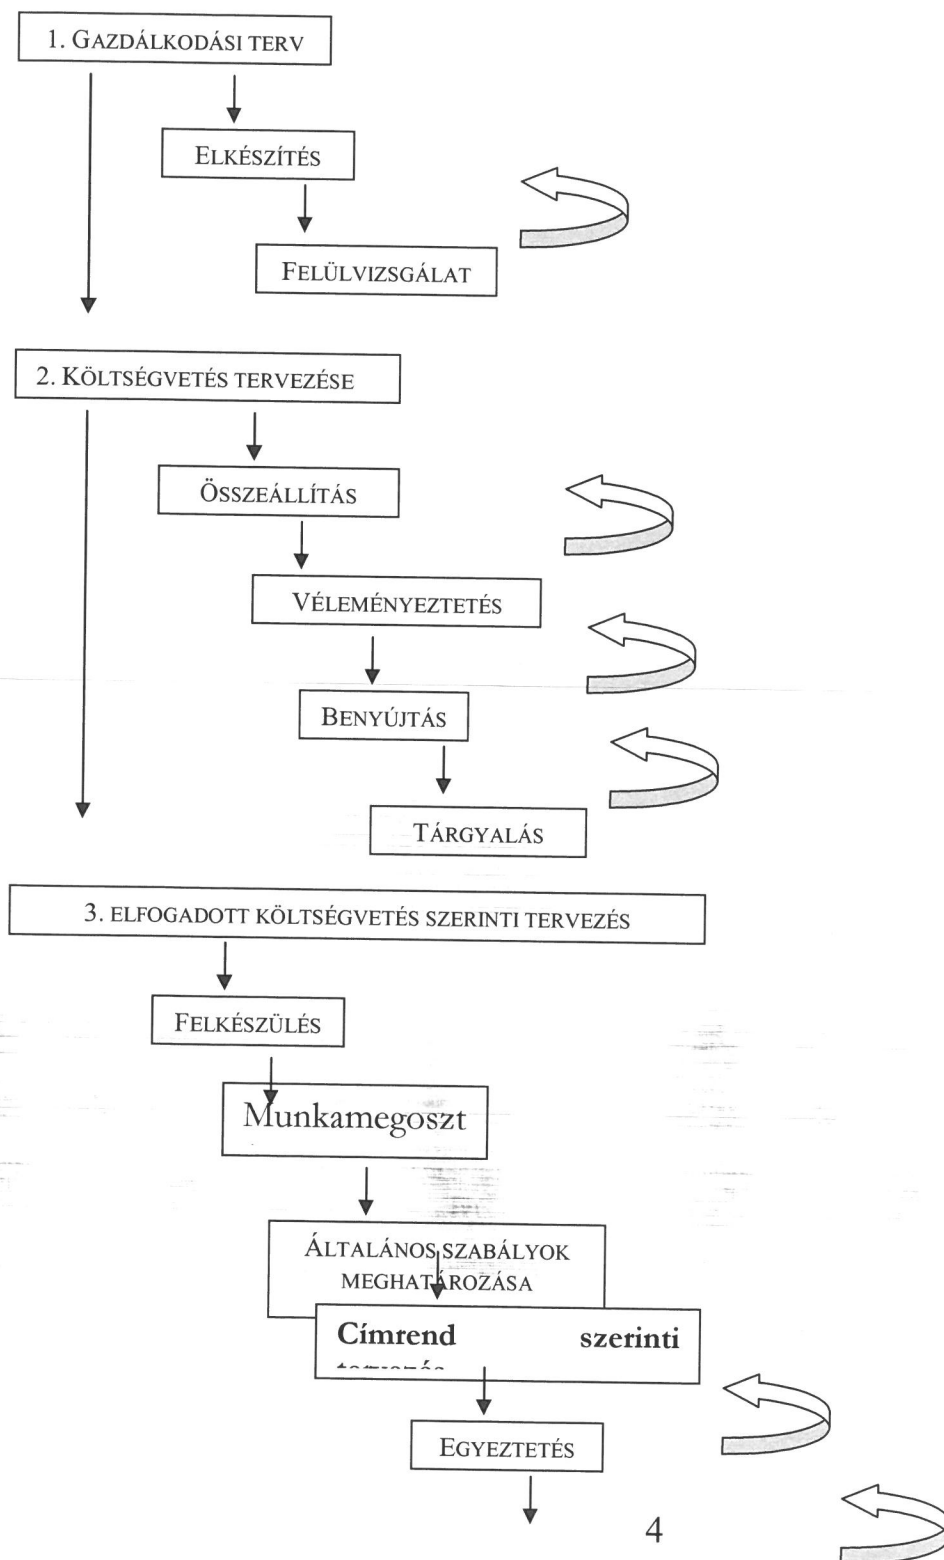 1. GAZDÁLKODÁSI TERV
ELKÉSZÍTÉS
FELÜLVIZSGÁLAT
2. KÖLTSÉGVETÉS TERVEZÉSE
ÖSSZEÁLLÍTÁS
VÉLEMÉNYEZTETÉS
BENYÚJTÁS
TÁRGYALÁS
3. ELFOGADOTT KÖLTSÉGVETÉS SZERINTI TERVEZÉS
FELKÉSZÜLÉS
Munkamegoszt
ÁLTALÁNOS SZABÁLYOK
MEGHATÁROZÁSA
Címrend szerinti
EGYEZTETÉS
4